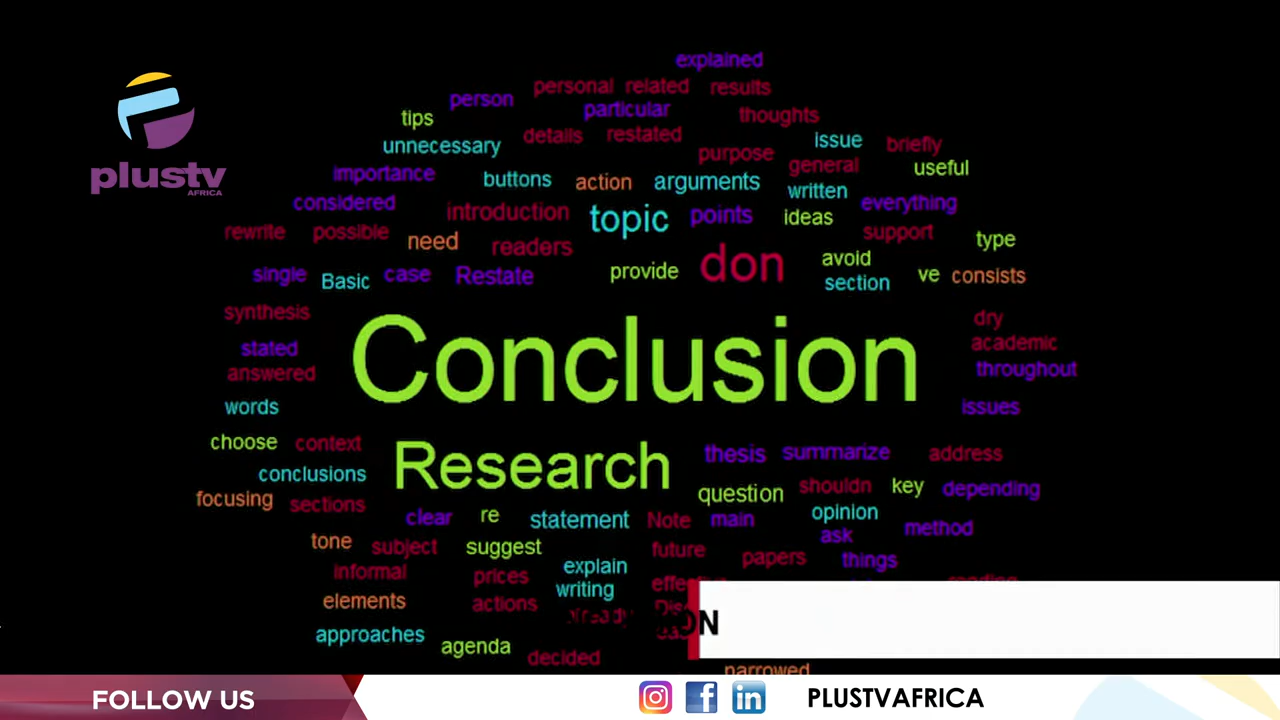 explained
personal related results
person particular
tips thoughts
details restated issue
unnecessary purpose briefly
general useful
importance buttons action arguments written
considered introduction topic points ideas everything
rewrite possible need readers support type
provide don avoid
single Basic case Restate section ve consists
synthesis
stated
answered
words
Conclusion
dry
academic
throughout
issues
choose context
conclusions
focusing sections
Research
thesis summarize address
question shouldn key depending
clear re statement Note main opinion
ask method
tone subject suggest future papers things
informal prices explain
elements actions writing
approaches agenda decided
narrowed
plustv
AFRICA
FOLLOW US
PLUSTVAFRICA